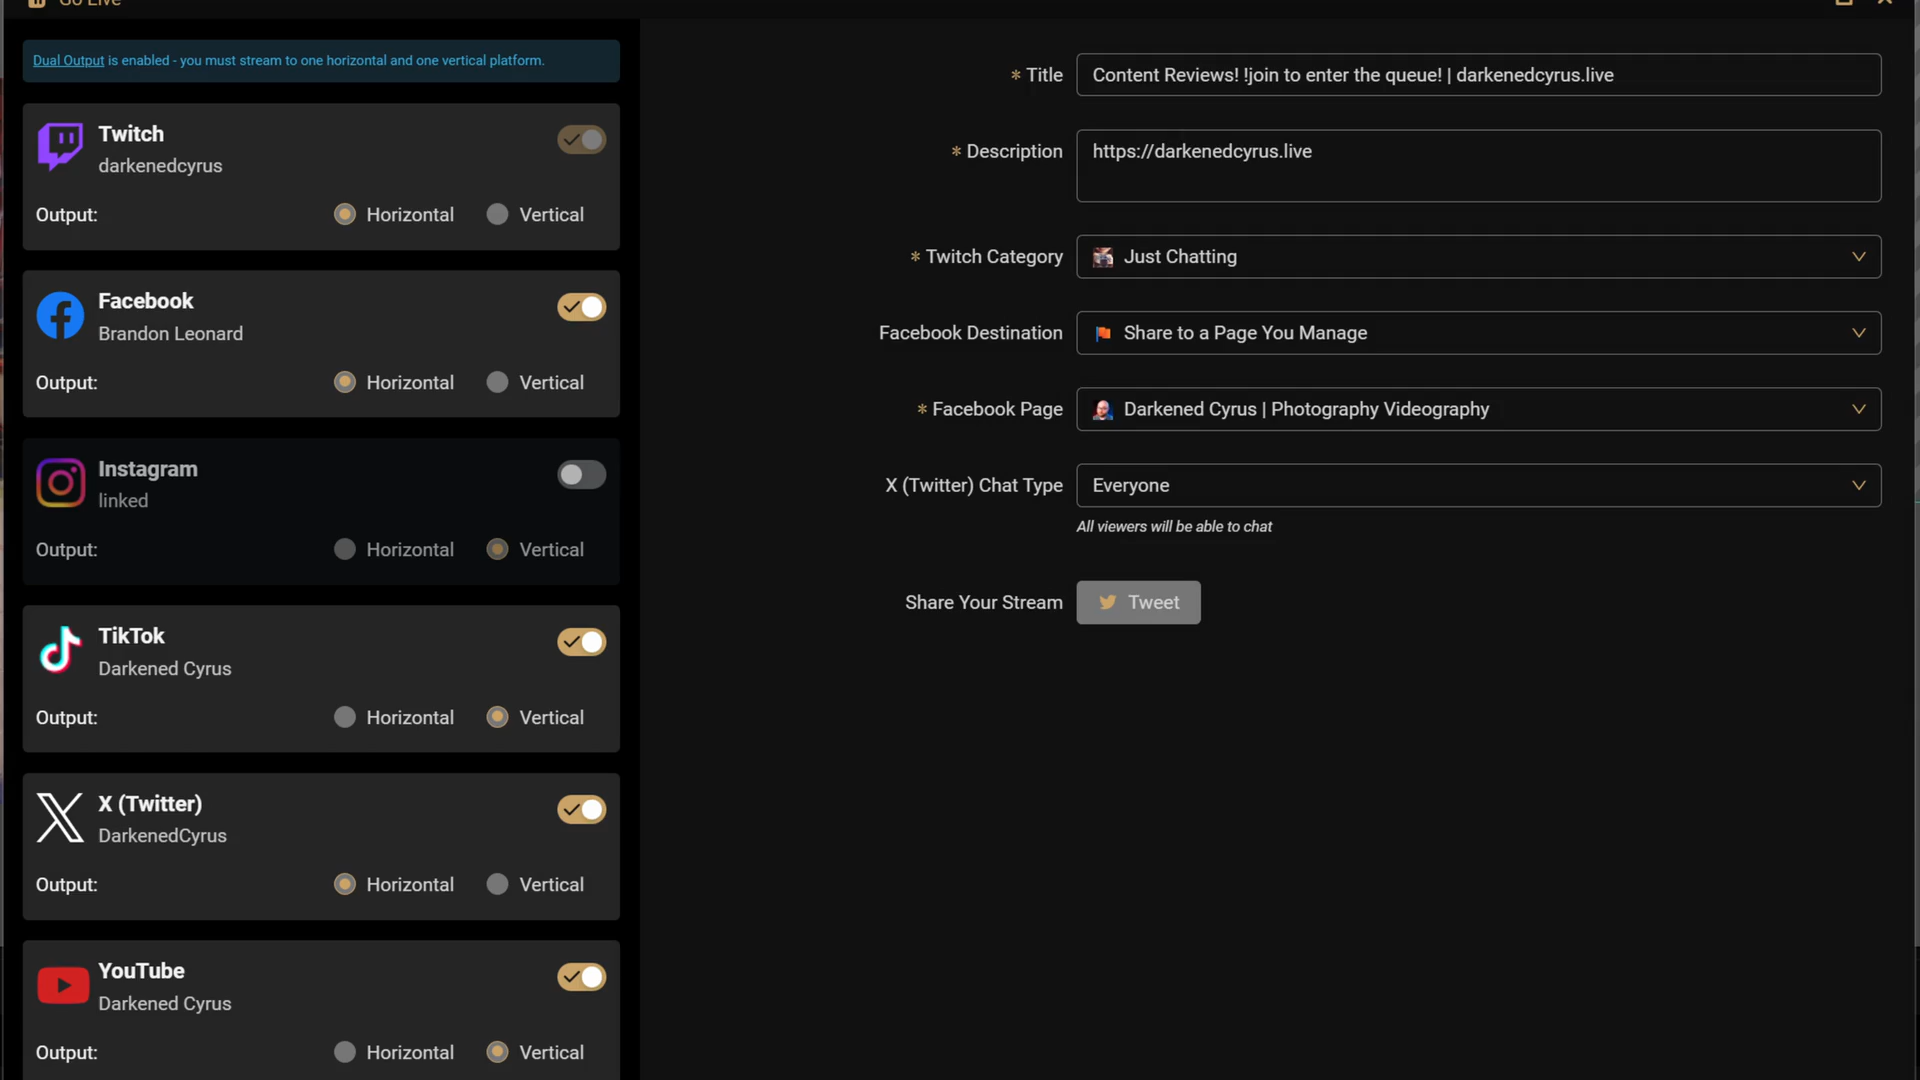 Go Live
Dual Output is enabled - you must stream to one horizontal and one vertical platform.
Twitch
darkenedcyrus
Output: Horizontal Vertical
Facebook
Brandon Leonard
Output: Horizontal Vertical
Instagram
linked
Output: Horizontal Vertical
TikTok
Darkened Cyrus
Output: Horizontal Vertical
X (Twitter)
DarkenedCyrus
Output: Horizontal Vertical
YouTube
Darkened Cyrus
Output: Horizontal Vertical
* Title Content Reviews! !join to enter the queue! | darkenedcyrus.live
* Description https://darkenedcyrus.live
* Twitch Category Just Chatting
Facebook Destination Share to a Page You Manage
* Facebook Page Darkened Cyrus | Photography Videography
X (Twitter) Chat Type Everyone
All viewers will be able to chat
Share Your Stream Tweet